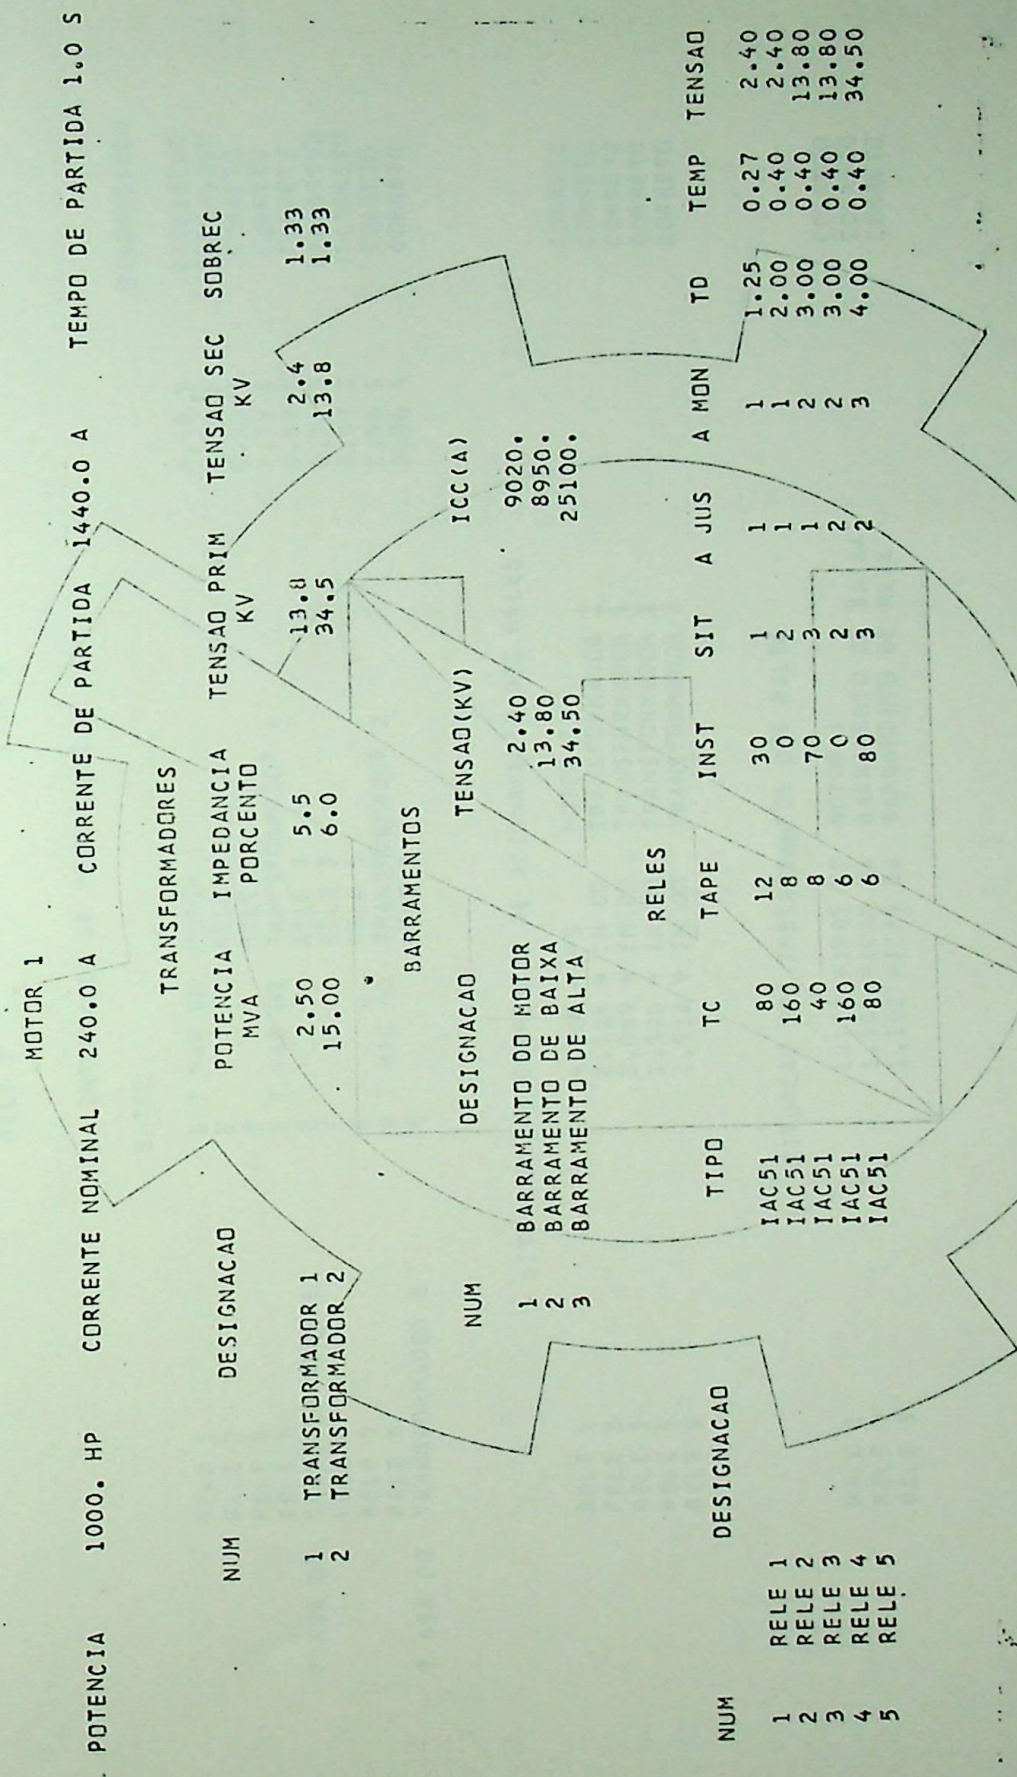 MOTOR 1
POTENCIA 1000. HP CORRENTE NOMINAL 240.0 A CORRENTE DE PARTIDA 1440.0 A TEMPO DE PARTIDA 1.0 S
TRANSFORMADORES
NUM DESIGNACAO POTENCIA IMPEDANCIA TENSAO PRIM TENSAO SEC SOBREC
MVA PORCENTO KV KV
1 TRANSFORMADOR 1 2.50 5.5 13.8 2.4 1.33
2 TRANSFORMADOR 2 15.00 6.0 34.5 13.8 1.33
BARRAMENTOS
NUM DESIGNACAO TENSAO(KV) ICC(A)
1 BARRAMENTO DO MOTOR 2.40 9020.
2 BARRAMENTO DE BAIXA 13.80 8950.
3 BARRAMENTO DE ALTA 34.50 25100.
RELES
NUM DESIGNACAO TIPO TC TAPE INST SIT A JUS A MON TD TEMP TENSAO
1 RELE 1 IAC51 80 12 30 1 1 1 1.25 0.27 2.40
2 RELE 2 IAC51 160 8 0 2 1 1 2.00 0.40 2.40
3 RELE 3 IAC51 40 8 70 3 1 2 3.00 0.40 13.80
4 RELE 4 IAC51 160 6 0 2 2 2 3.00 0.40 13.80
5 RELE 5 IAC51 80 6 80 3 2 3 4.00 0.40 34.50